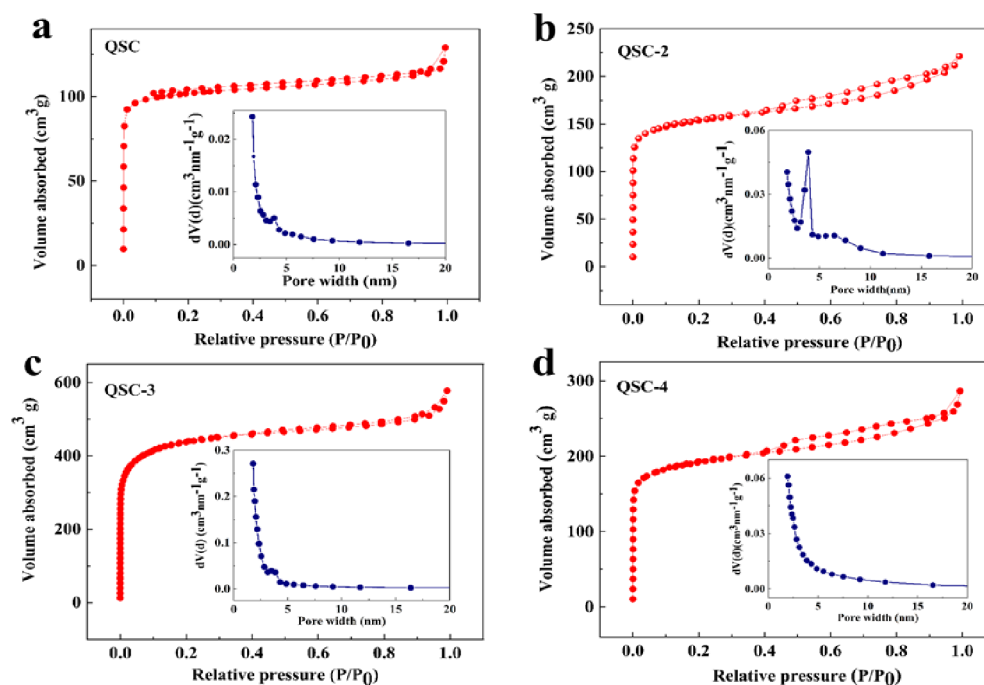 a
QSC
Volume absorbed (cm3 g)
100
50
0
0.0 0.2 0.4 0.6 0.8 1.0
Relative pressure (P/P0)
dV(d)(cm3nm-1g-1)
0.02
0.01
0.00
0 5 10 15 20
Pore width (nm)
b
QSC-2
Volume absorbed (cm3 g)
250
200
150
100
50
0
0.0 0.2 0.4 0.6 0.8 1.0
Relative pressure (P/P0)
dV(d)(cm3nm-1g-1)
0.06
0.03
0.00
0 5 10 15 20
Pore width(nm)
c
QSC-3
Volume absorbed (cm3 g)
600
400
200
0
0.0 0.2 0.4 0.6 0.8 1.0
Relative pressure (P/P0)
dV(d) (cm3nm-1g-1)
0.3
0.2
0.1
0.0
0 5 10 15 20
Pore width (nm)
d
QSC-4
Volume absorbed (cm3 g)
300
200
100
0
0.0 0.2 0.4 0.6 0.8 1.0
Relative pressure (P/P0)
dV(d)(cm3nm-1g-1)
0.06
0.03
0.00
0 5 10 15 20
Pore width (nm)